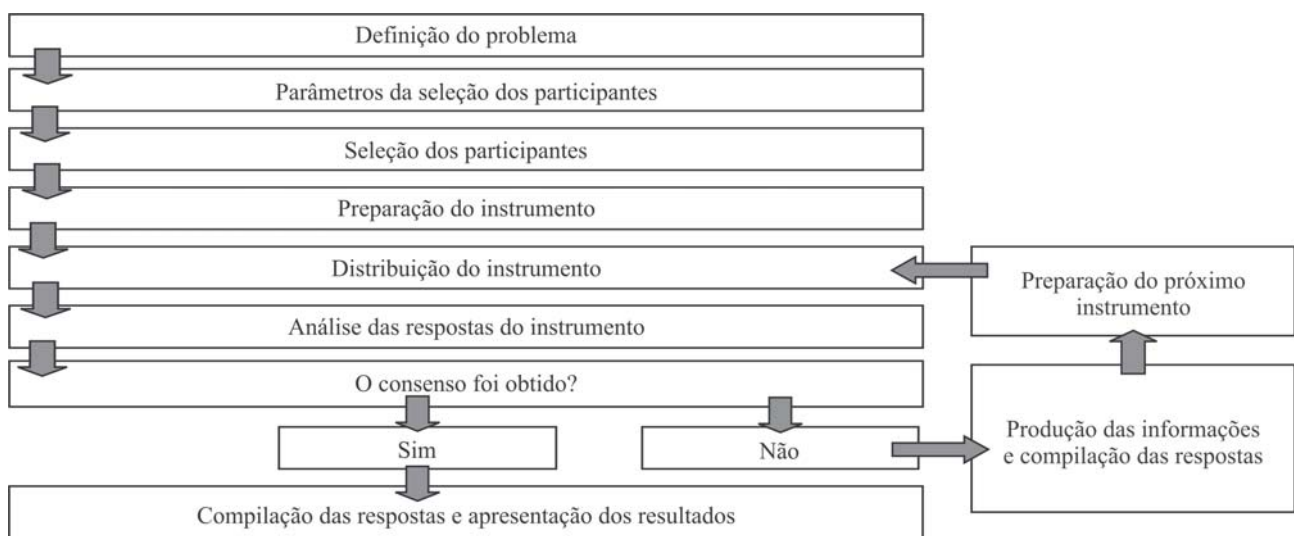 Definição do problema
Parâmetros da seleção dos participantes
Seleção dos participantes
Preparação do instrumento
Distribuição do instrumento
Análise das respostas do instrumento
O consenso foi obtido?
Sim
Não
Compilação das respostas e apresentação dos resultados
Preparação do próximo
instrumento
Produção das informações
e compilação das respostas